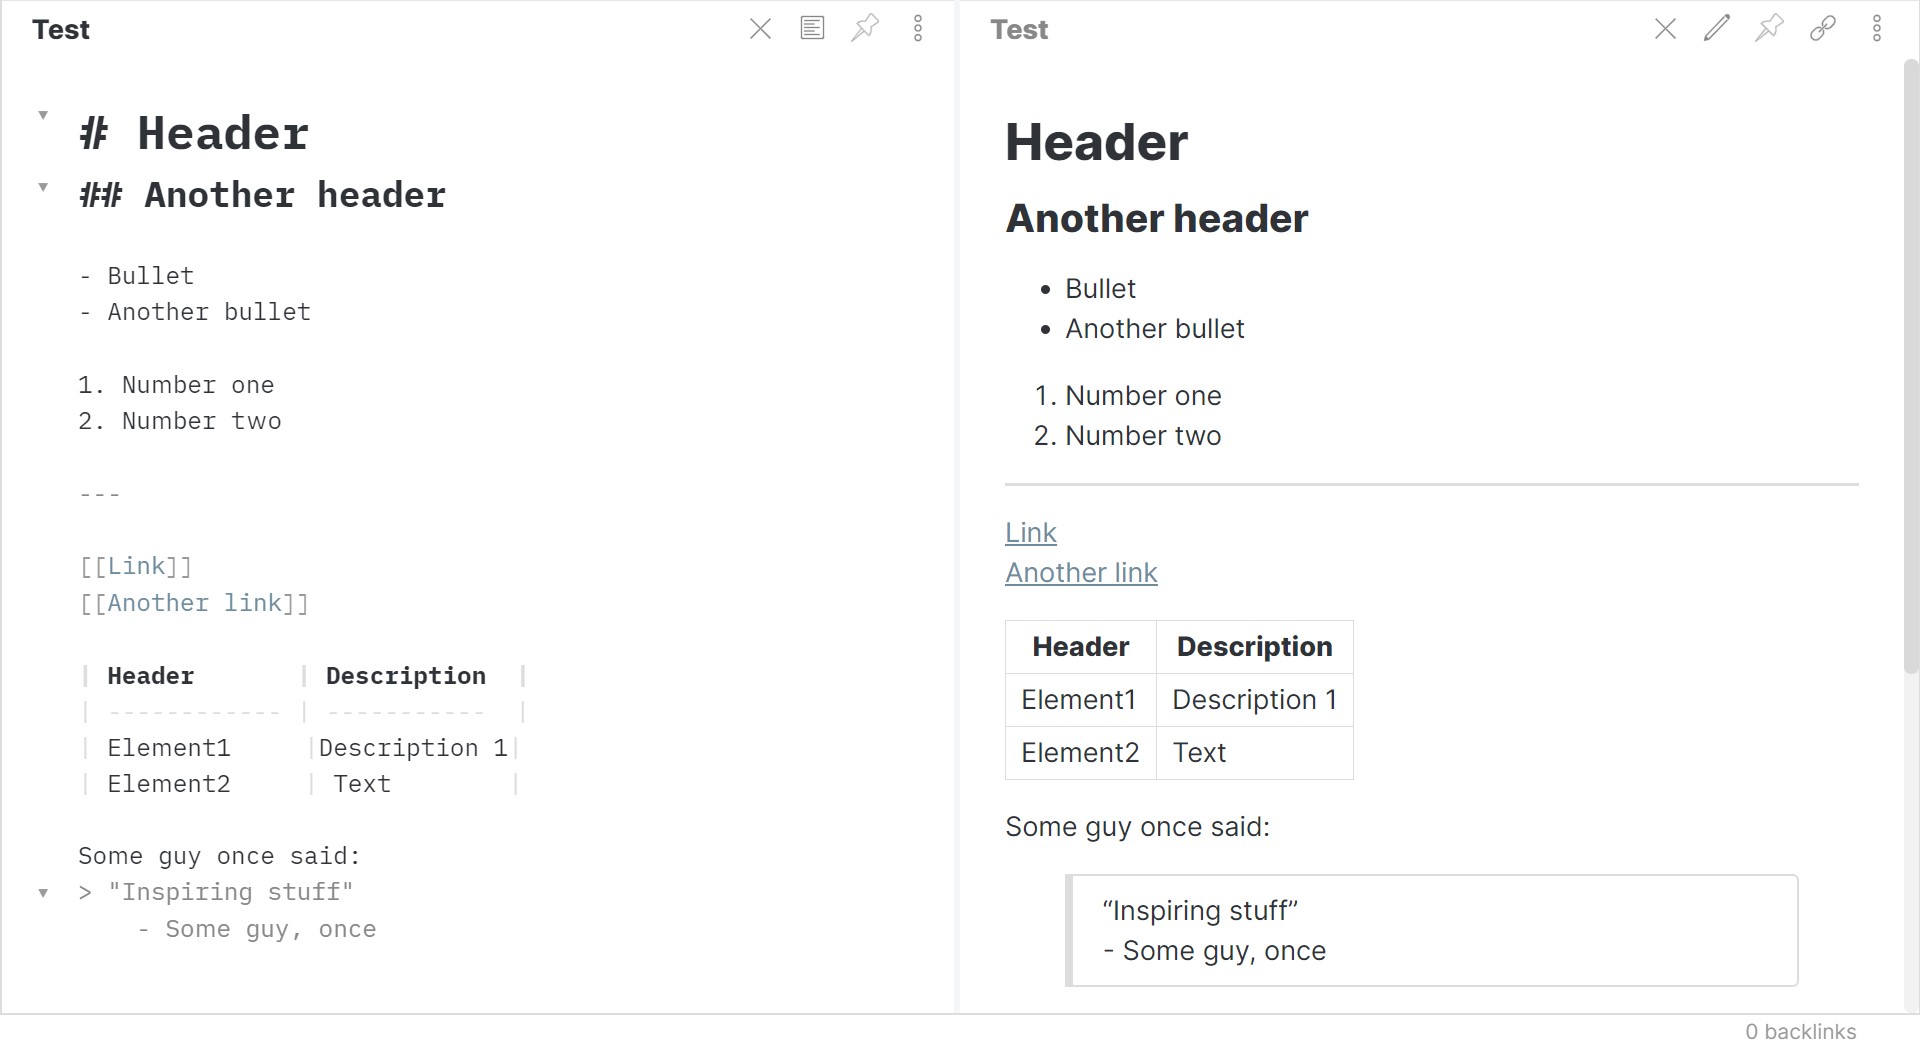 Test
# Header
## Another header
- Bullet
- Another bullet
1. Number one
2. Number two
---
[[Link]]
[[Another link]]
| Header | Description |
| ------------ | ----------- |
| Element1 |Description 1|
| Element2 | Text |
Some guy once said:
> "Inspiring stuff"
- Some guy, once
Test
Header
Another header
• Bullet
• Another bullet
1. Number one
2. Number two
Link
Another link
Header Description
Element1 Description 1
Element2 Text
Some guy once said:
“Inspiring stuff”
- Some guy, once
0 backlinks